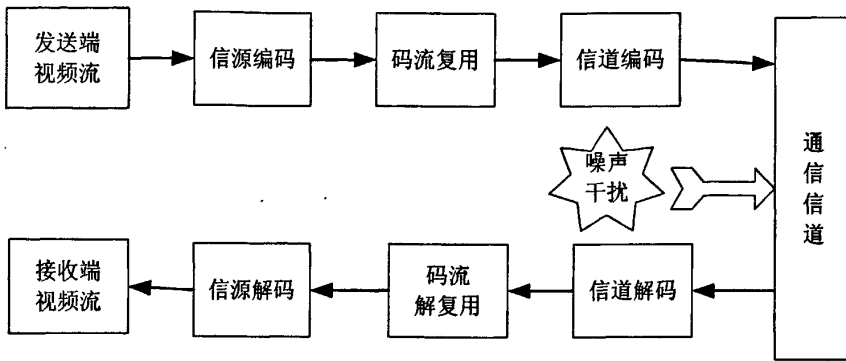 发送端
视频流
信源编码
码流复用
信道编码
噪声
干扰
通信信道
接收端
视频流
信源解码
码流
解复用
信道解码